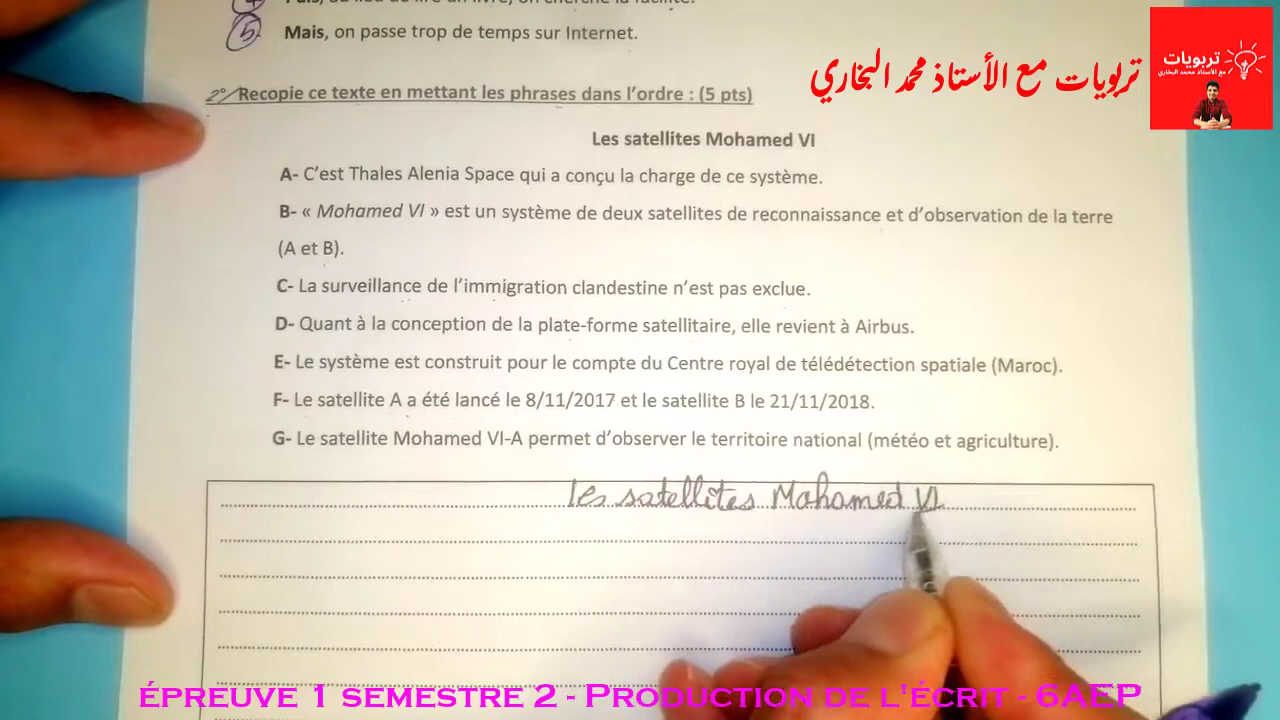 Mais, on passe trop de temps sur Internet.
تربويات مع الأستاذ محمد البخاري
تربويات
مع الأستاذ محمد البخاري
2°/ Recopie ce texte en mettant les phrases dans l'ordre : (5 pts)
Les satellites Mohamed VI
A- C'est Thales Alenia Space qui a conçu la charge de ce système.
B- « Mohamed VI » est un système de deux satellites de reconnaissance et d'observation de la terre
(A et B).
C- La surveillance de l'immigration clandestine n'est pas exclue.
D- Quant à la conception de la plate-forme satellitaire, elle revient à Airbus.
E- Le système est construit pour le compte du Centre royal de télédétection spatiale (Maroc).
F- Le satellite A a été lancé le 8/11/2017 et le satellite B le 21/11/2018.
G- Le satellite Mohamed VI-A permet d'observer le territoire national (météo et agriculture).
Les satellites Mohamed VI
épreuve 1 semestre 2 - Production de l'écrit - 6AEP